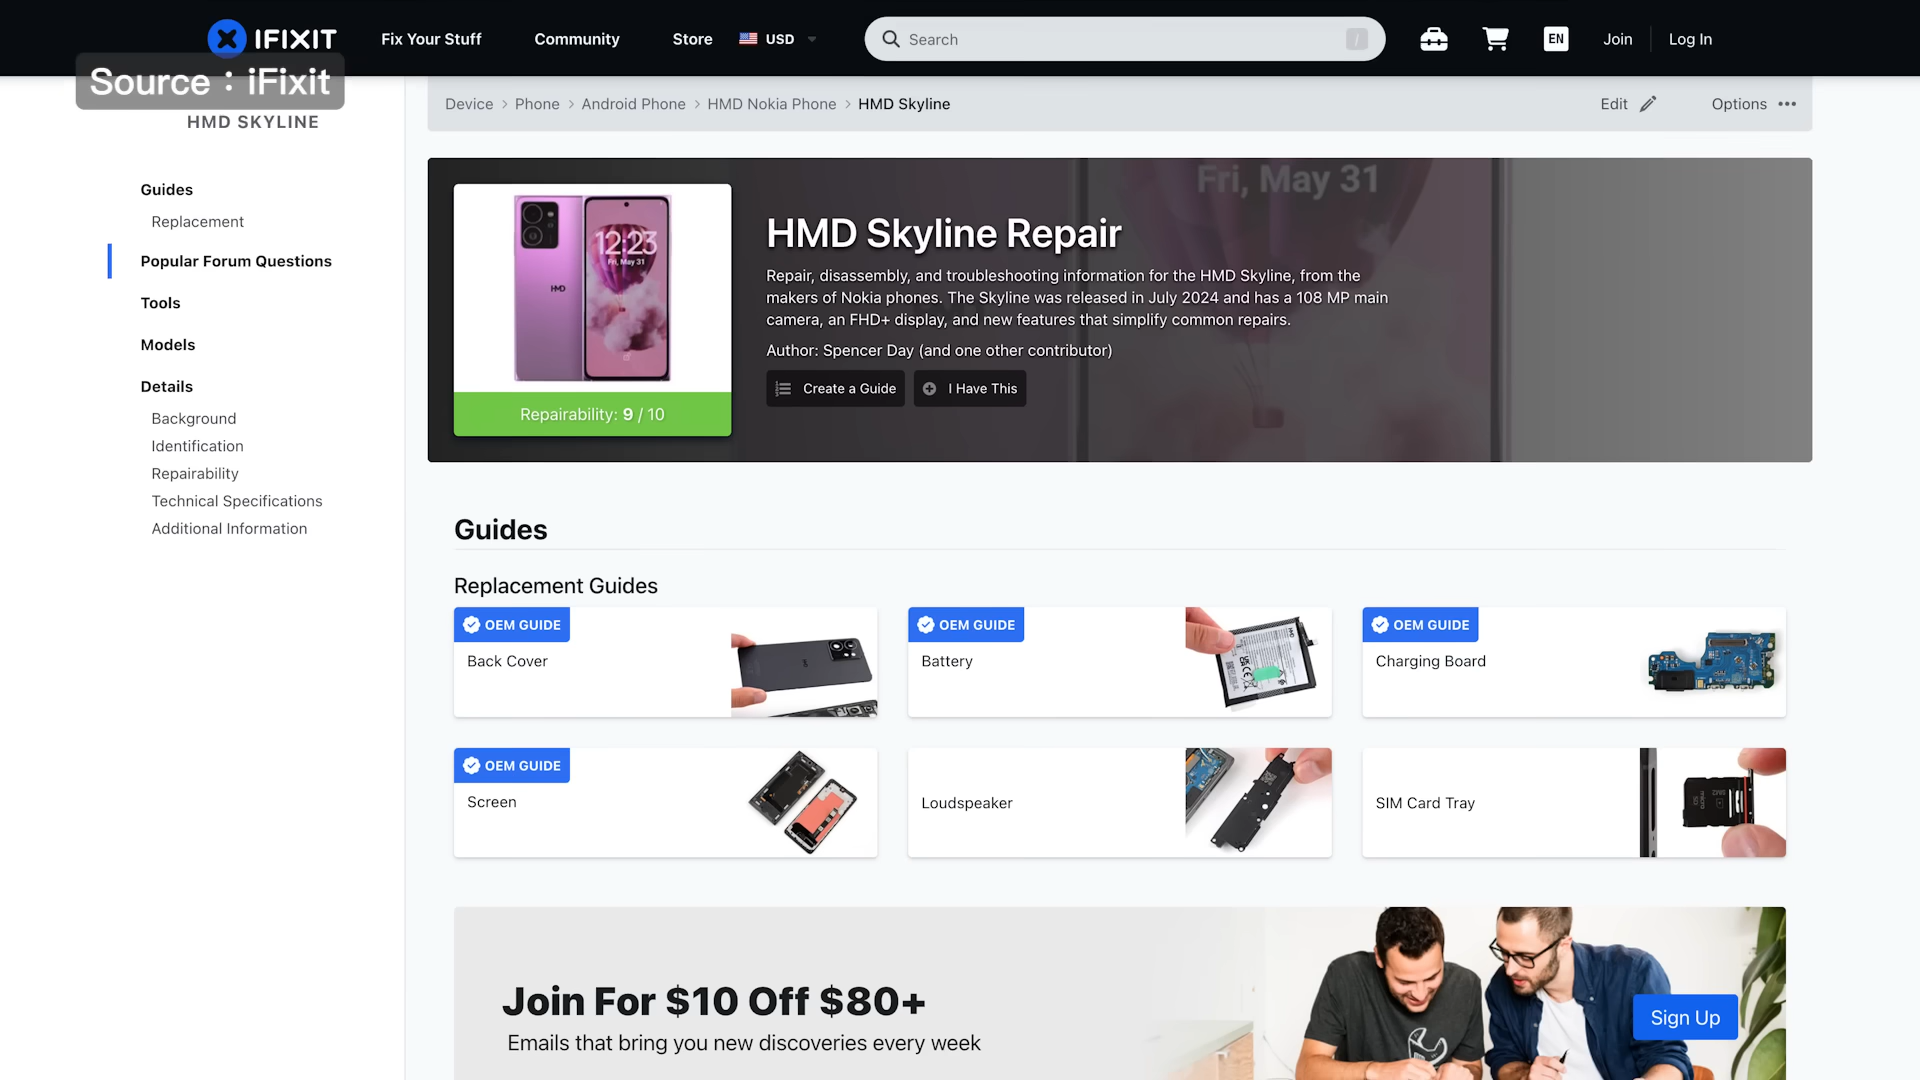 IFIXIT
Fix Your Stuff
Community
Store
USD
Search
/
EN
Join
Log In
Source：iFixit
HMD SKYLINE
Guides
Replacement
Popular Forum Questions
Tools
Models
Details
Background
Identification
Repairability
Technical Specifications
Additional Information
Device > Phone > Android Phone > HMD Nokia Phone > HMD Skyline
Edit
Options
Fri, May 31
12:23
Fri, May 31
HMD
Repairability: 9 / 10
HMD Skyline Repair
Repair, disassembly, and troubleshooting information for the HMD Skyline, from the
makers of Nokia phones. The Skyline was released in July 2024 and has a 108 MP main
camera, an FHD+ display, and new features that simplify common repairs.
Author: Spencer Day (and one other contributor)
Create a Guide
I Have This
Guides
Replacement Guides
OEM GUIDE
Back Cover
OEM GUIDE
Battery
OEM GUIDE
Charging Board
OEM GUIDE
Screen
Loudspeaker
SIM Card Tray
Join For $10 Off $80+
Emails that bring you new discoveries every week
Sign Up